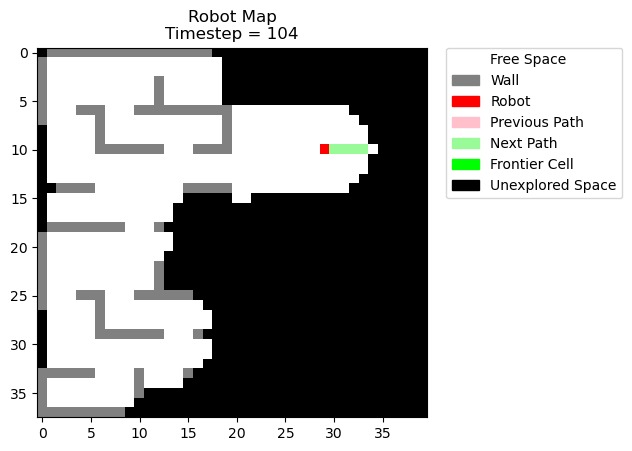 Robot Map
Timestep = 104
0
5
10
15
20
25
30
35
0
5
10
15
20
25
30
35
Free Space
Wall
Robot
Previous Path
Next Path
Frontier Cell
Unexplored Space